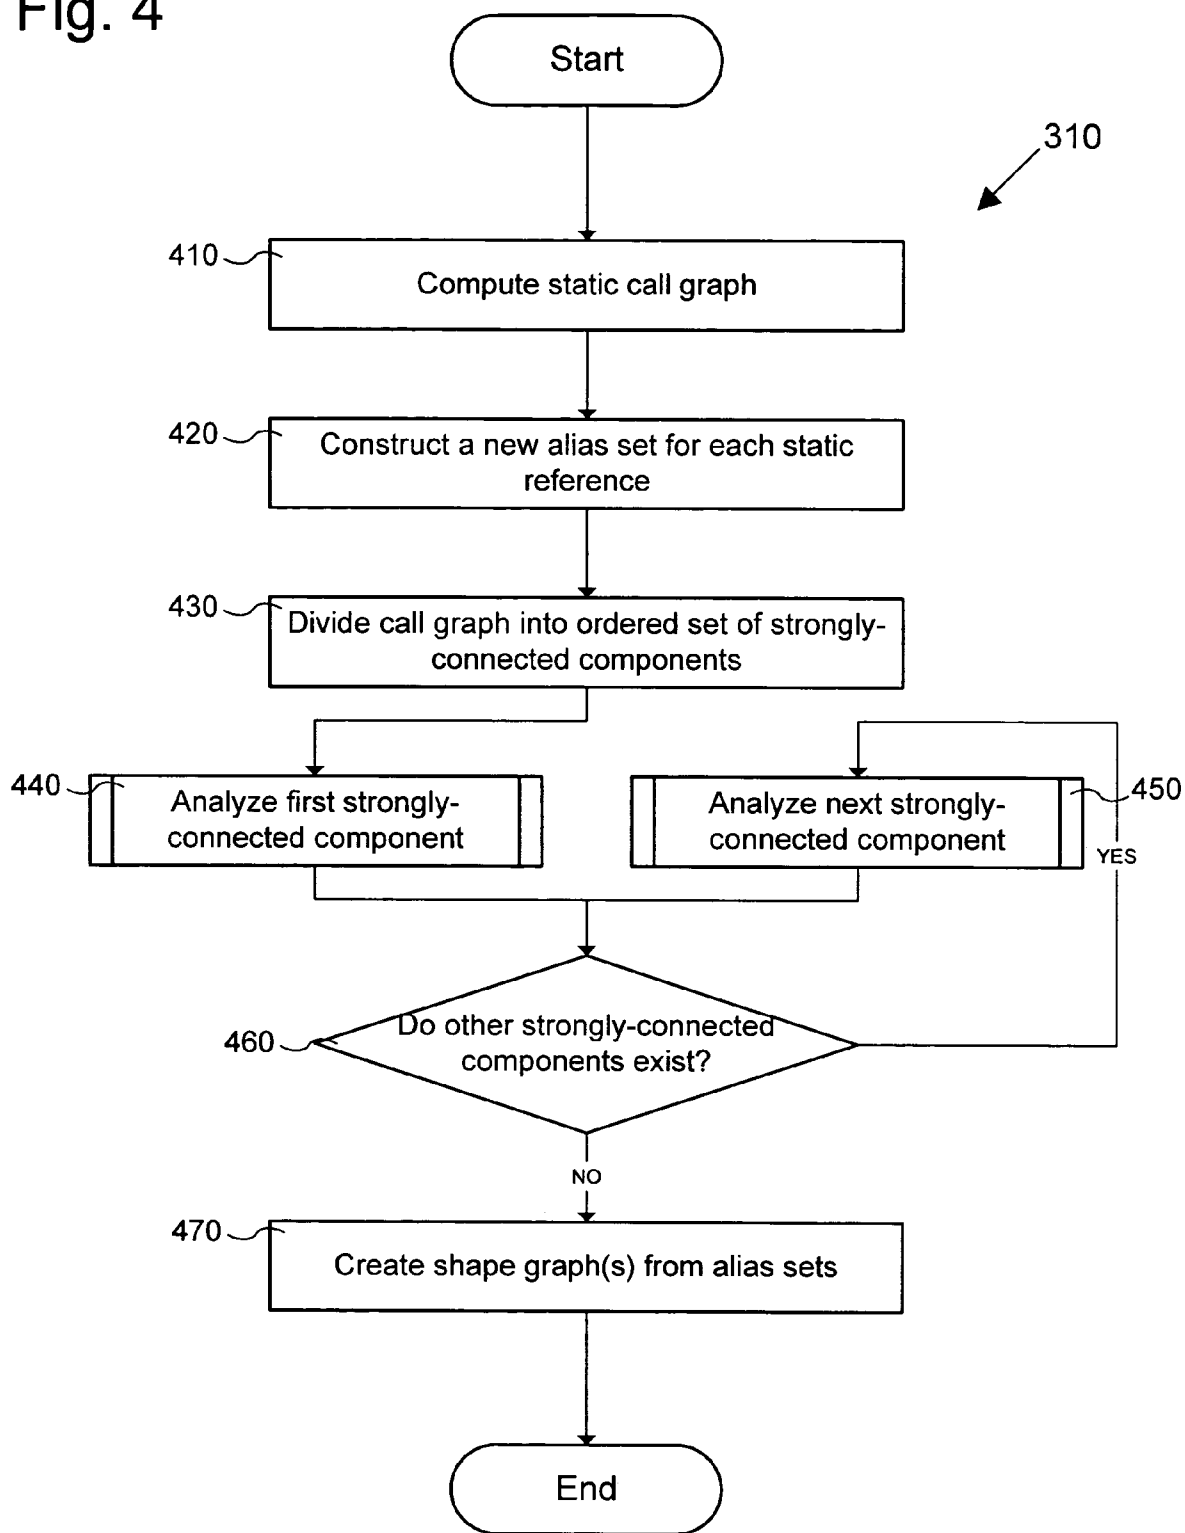 Fig. 4
Start
310
410
Compute static call graph
420
Construct a new alias set for each static
reference
430
Divide call graph into ordered set of strongly-
connected components
440
Analyze first strongly-
connected component
Analyze next strongly-
connected component
450
YES
460
Do other strongly-connected
components exist?
NO
470
Create shape graph(s) from alias sets
End